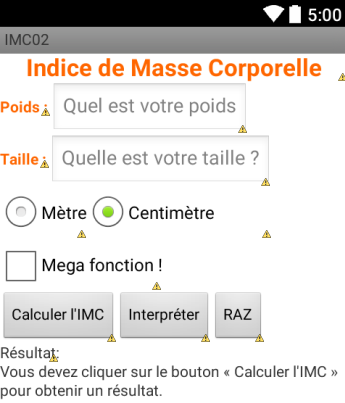 5:00
IMC02
Indice de Masse Corporelle
Poids : Quel est votre poids
Taille : Quelle est votre taille ?
Mètre Centimètre
Mega fonction !
Calculer l'IMC Interpréter RAZ
Résultat:
Vous devez cliquer sur le bouton « Calculer l'IMC »
pour obtenir un résultat.